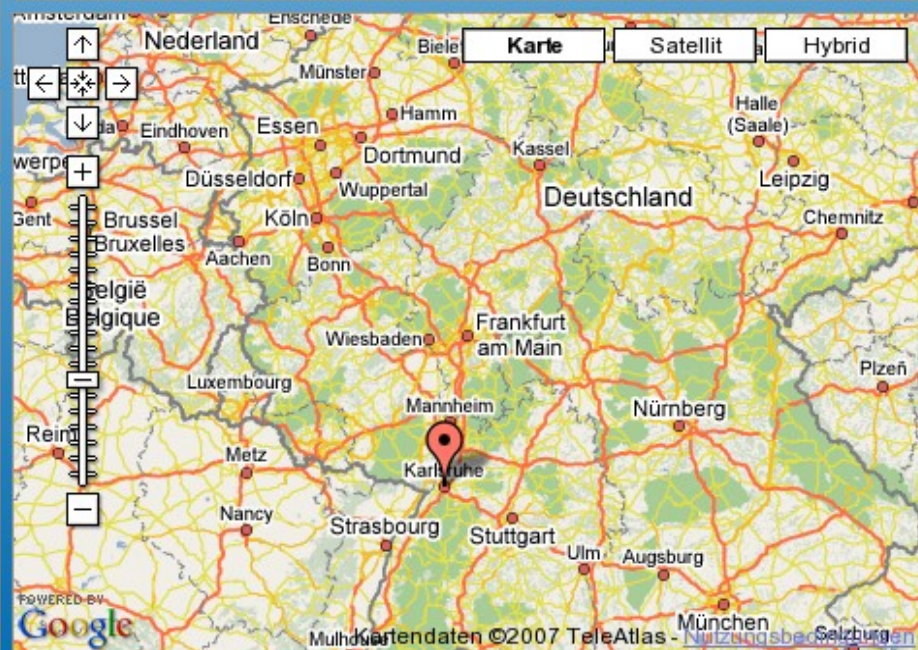 Amsterdam
Enschede
Nederland
Karte
Satellit
Hybrid
Münster
Hamm
Halle
(Saale)
Eindhoven
Essen
Dortmund
Kassel
Leipzig
Düsseldorf
Wuppertal
Deutschland
Gent
Brussel
Bruxelles
Köln
Chemnitz
Aachen
Bonn
België
Belgique
Wiesbaden
Frankfurt
am Main
Plzeň
Luxembourg
Mannheim
Nürnberg
Reim
Metz
Karlsruhe
Nancy
Strasbourg
Stuttgart
Ulm
Augsburg
POWERED BY
Google
München
Salzburg
Mulhouse
Kartendaten ©2007 TeleAtlas - Nutzungsbedingungen